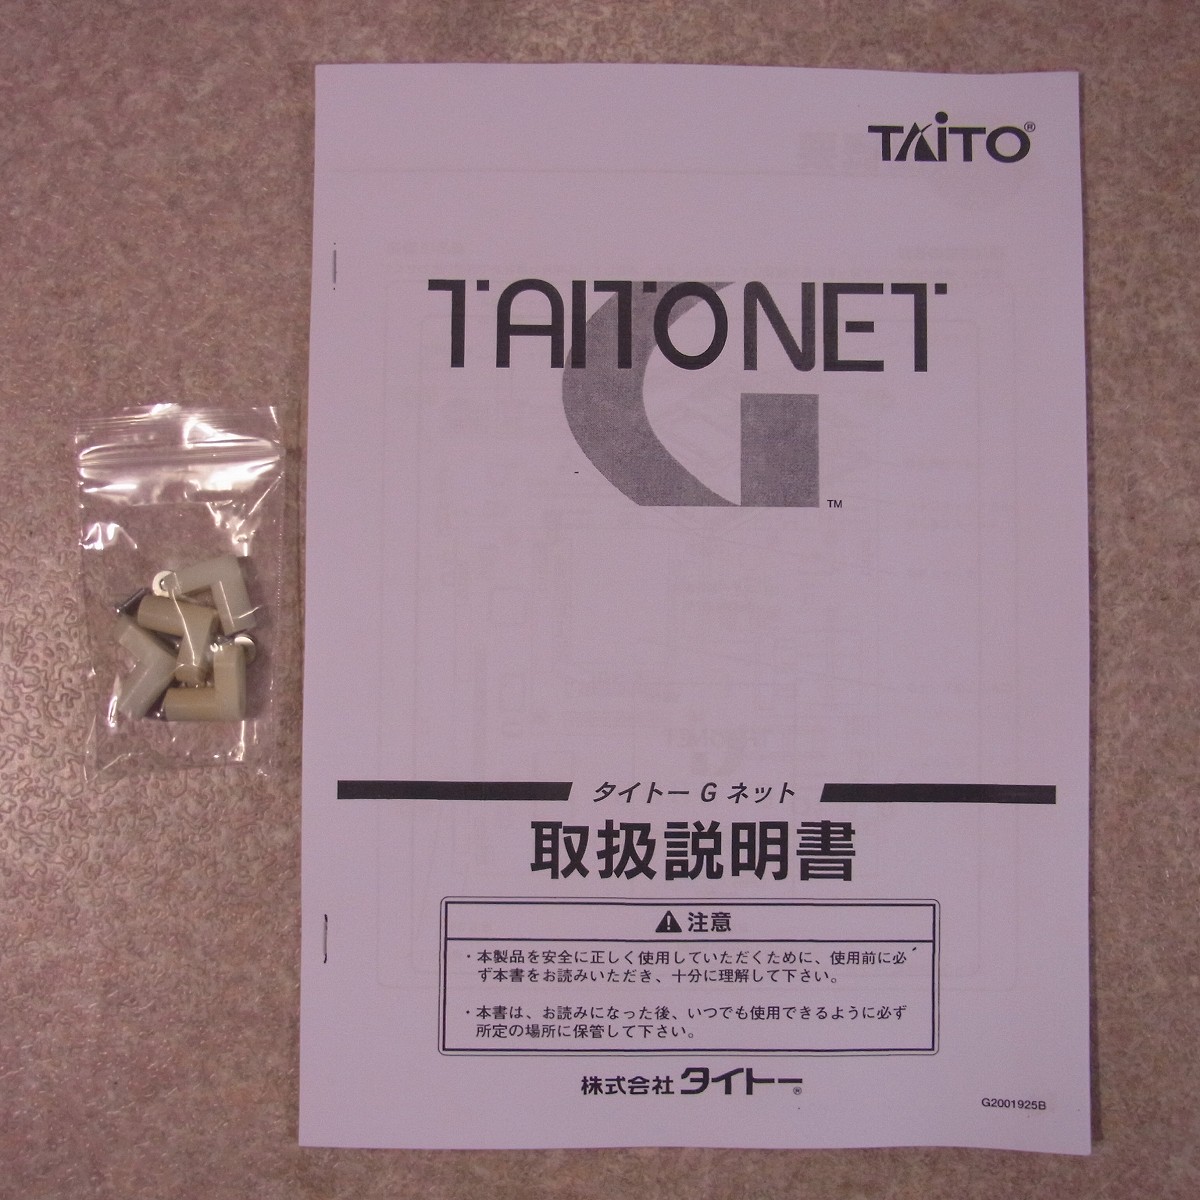 TAiTO®
TAITO NET
G
™
タイトー G ネット
取扱説明書
注意
・本製品を安全に正しく使用していただくために、使用前に必
ず本書をお読みいただき、十分に理解して下さい。
・本書は、お読みになった後、いつでも使用できるように必ず
所定の場所に保管して下さい。
株式会社タイトー®
G2001925B